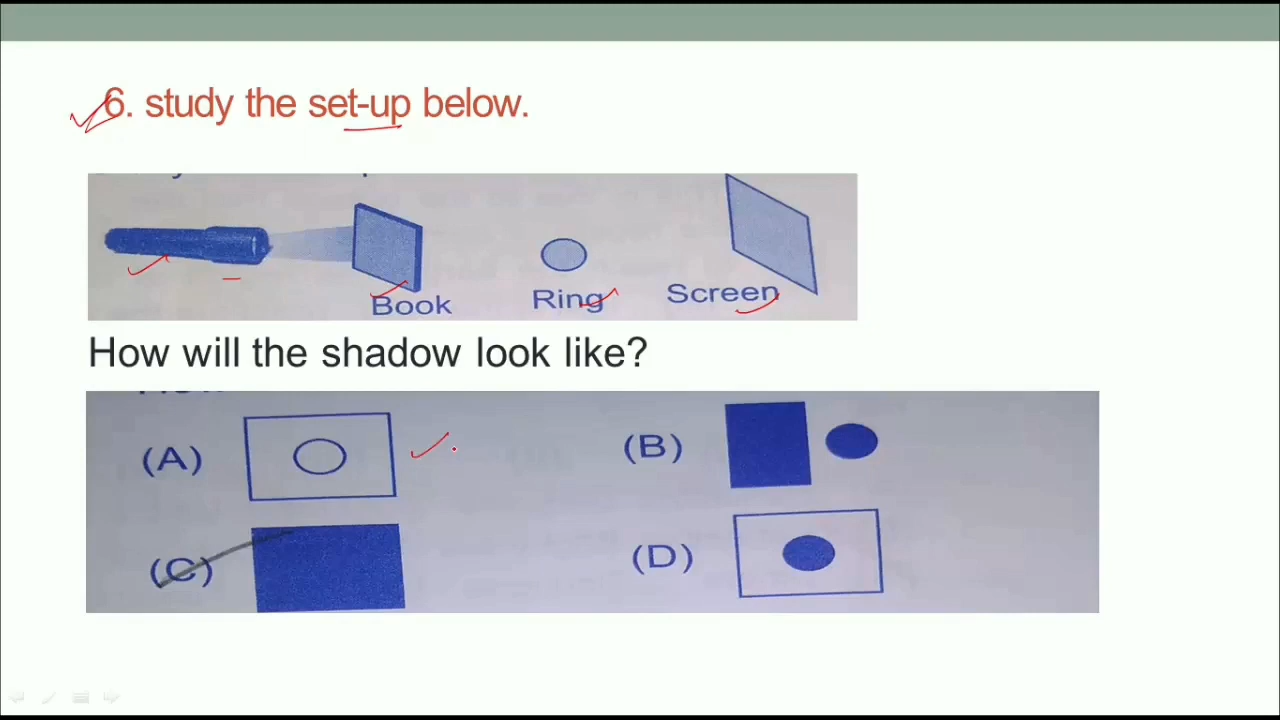 6. study the set-up below.
Book
Ring
Screen
How will the shadow look like?
(A)
(B)
(C)
(D)